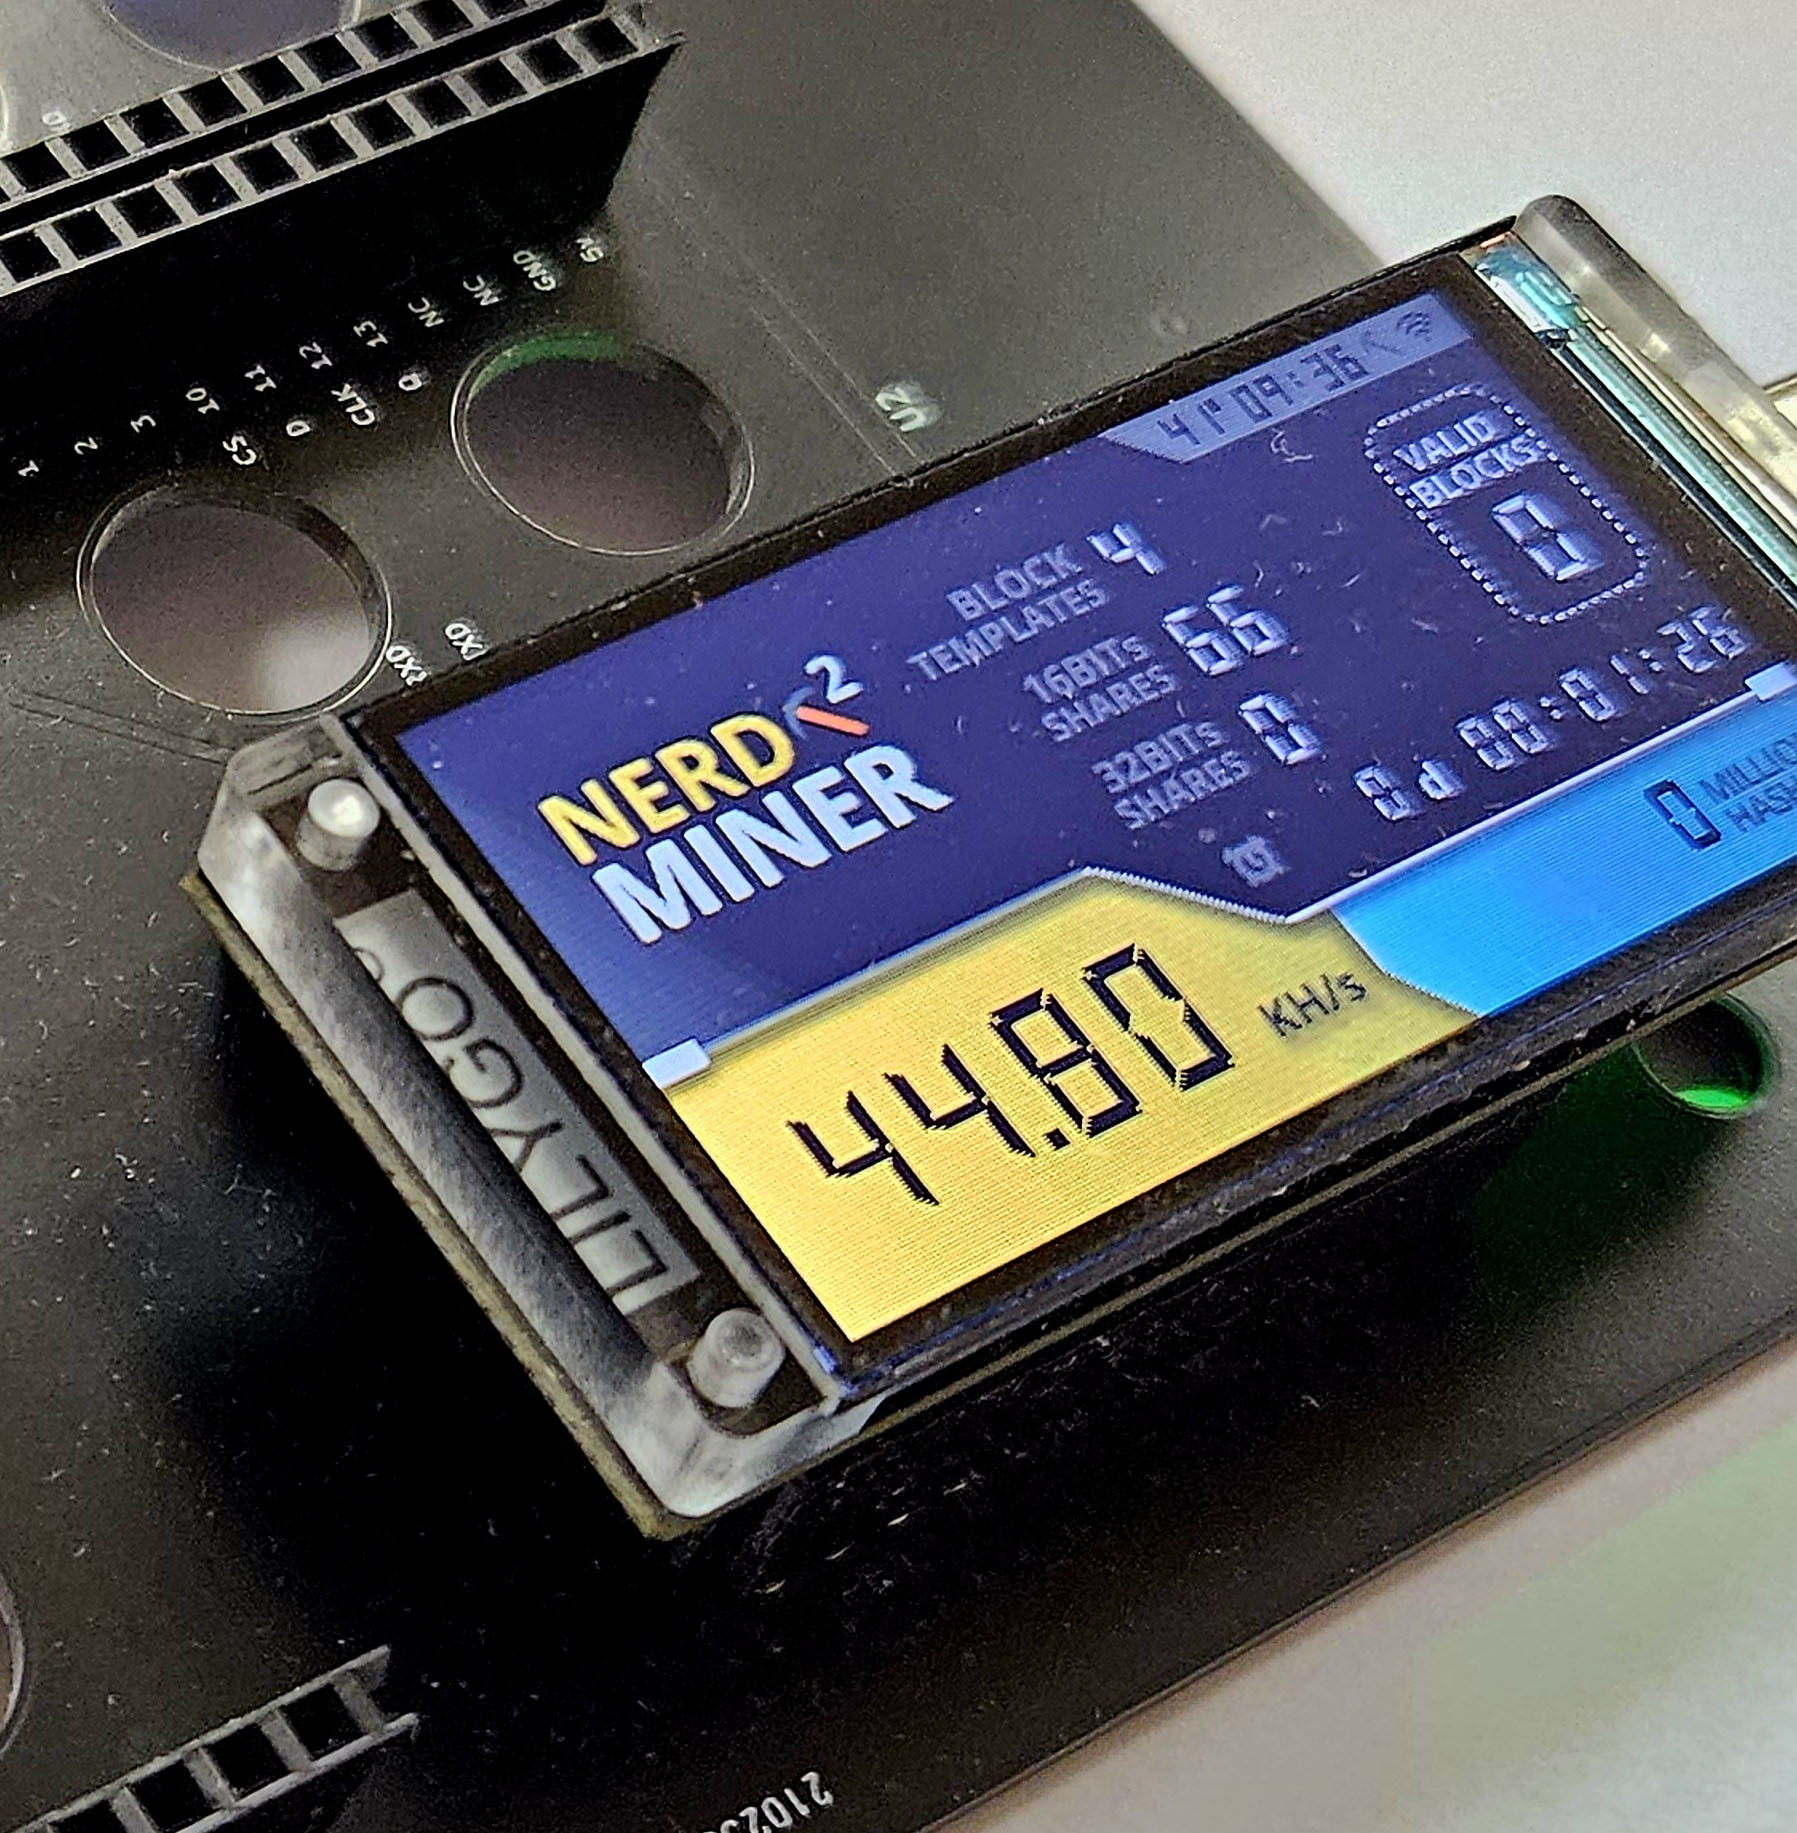 1 2 3 10 11 12 13 NC NC GND 5V
CS D CLK Q
U2
RXD TXD
41° 09:36
NERD 2
MINER
BLOCK
TEMPLATES 4
16BITs
SHARES 66
32BITs
SHARES 0
VALID
BLOCKS
0
0d 00:01:26
44.80 KH/s
0
LILYGO